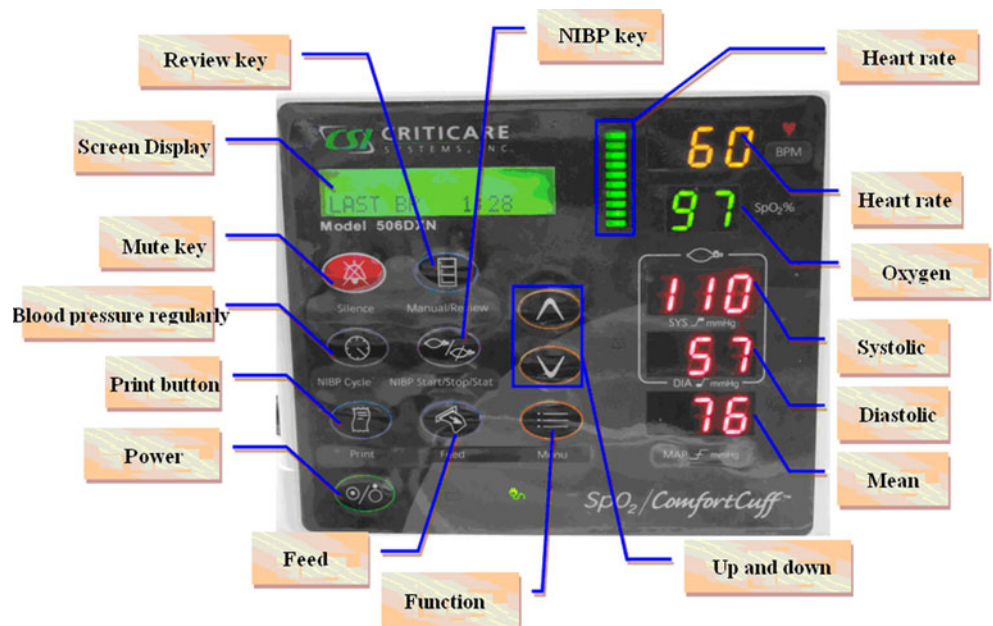 NIBP key
Review key
Heart rate
Screen Display
CSI CRITICARE
SYSTEMS, INC.
60
BPM
LAST BP 1:28
97
SpO2%
Heart rate
Model 506DXN
Mute key
Oxygen
Silence
Manual/Review
110
SYS mmHg
Blood pressure regularly
Systolic
57
NIBP Cycle
NIBP Start/Stop/Stat
DIA mmHg
Print button
Diastolic
76
Print
Feed
Menu
MAP mmHg
Power
Mean
SpO2/ComfortCuff™
Feed
Up and down
Function